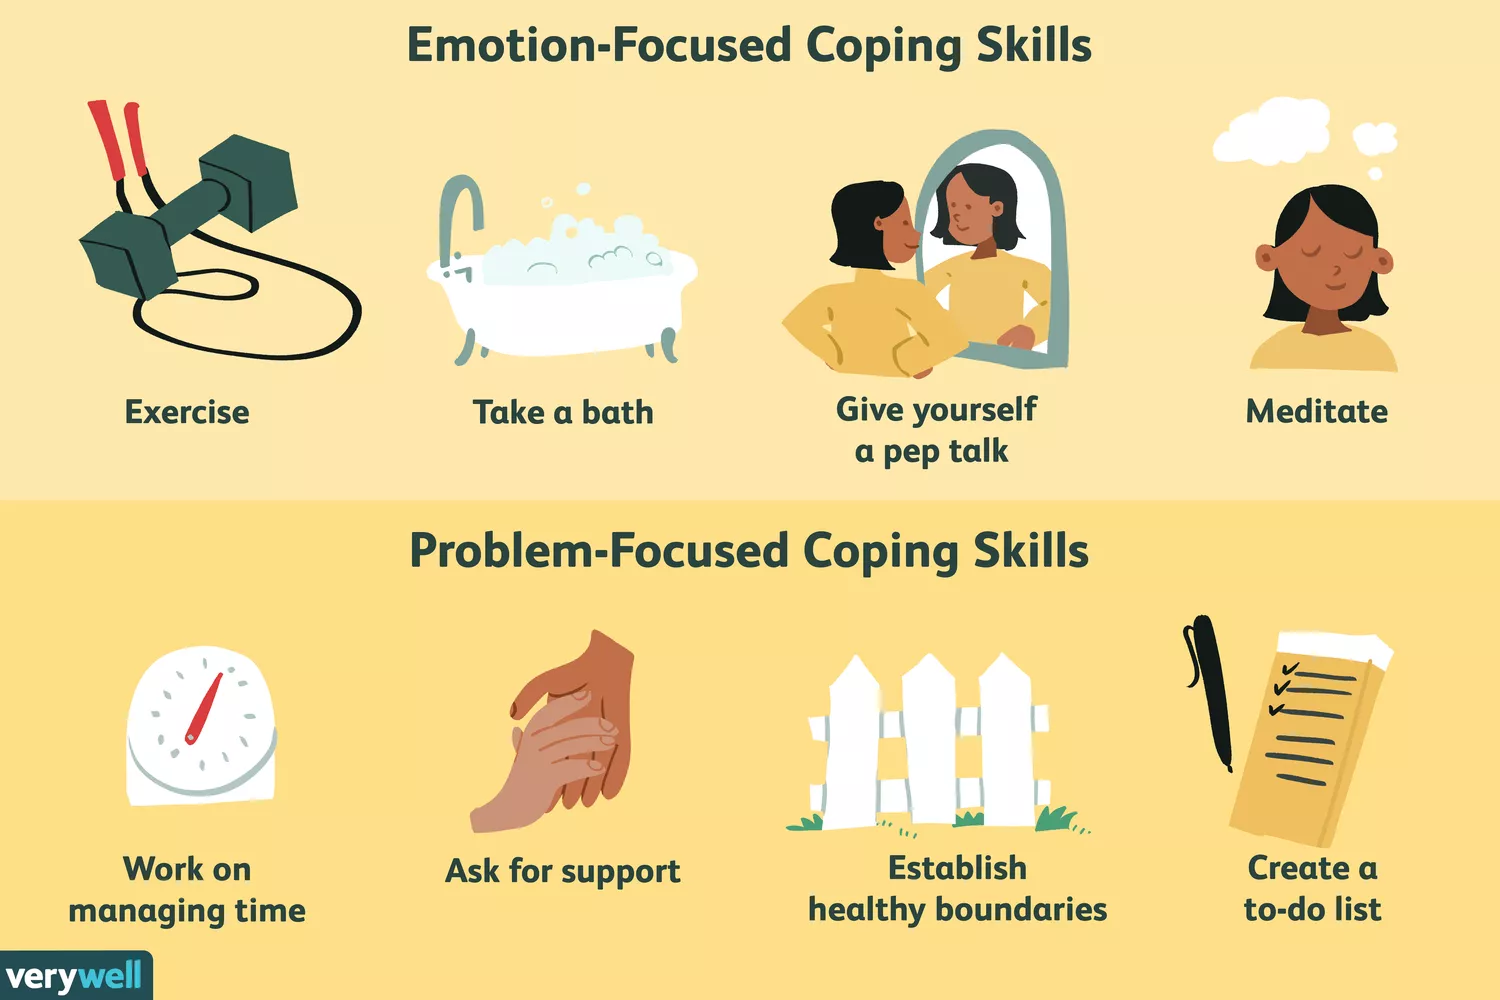 Emotion-Focused Coping Skills
Exercise
Take a bath
Give yourself
a pep talk
Meditate
Problem-Focused Coping Skills
Work on
managing time
Ask for support
Establish
healthy boundaries
Create a
to-do list
verywell